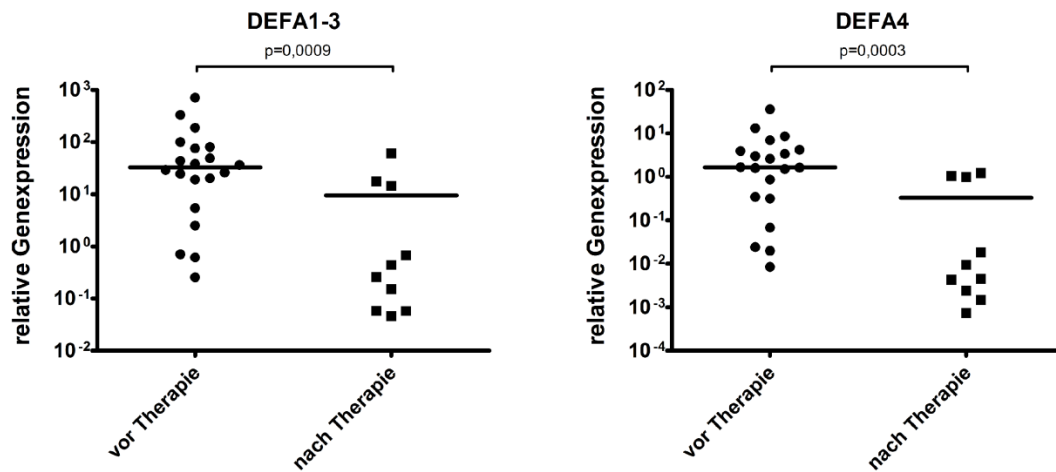 DEFA1-3
p=0,0009
relative Genexpression
10³
10²
10¹
10⁰
10⁻¹
10⁻²
vor Therapie
nach Therapie
DEFA4
p=0,0003
relative Genexpression
10²
10¹
10⁰
10⁻¹
10⁻²
10⁻³
10⁻⁴
vor Therapie
nach Therapie